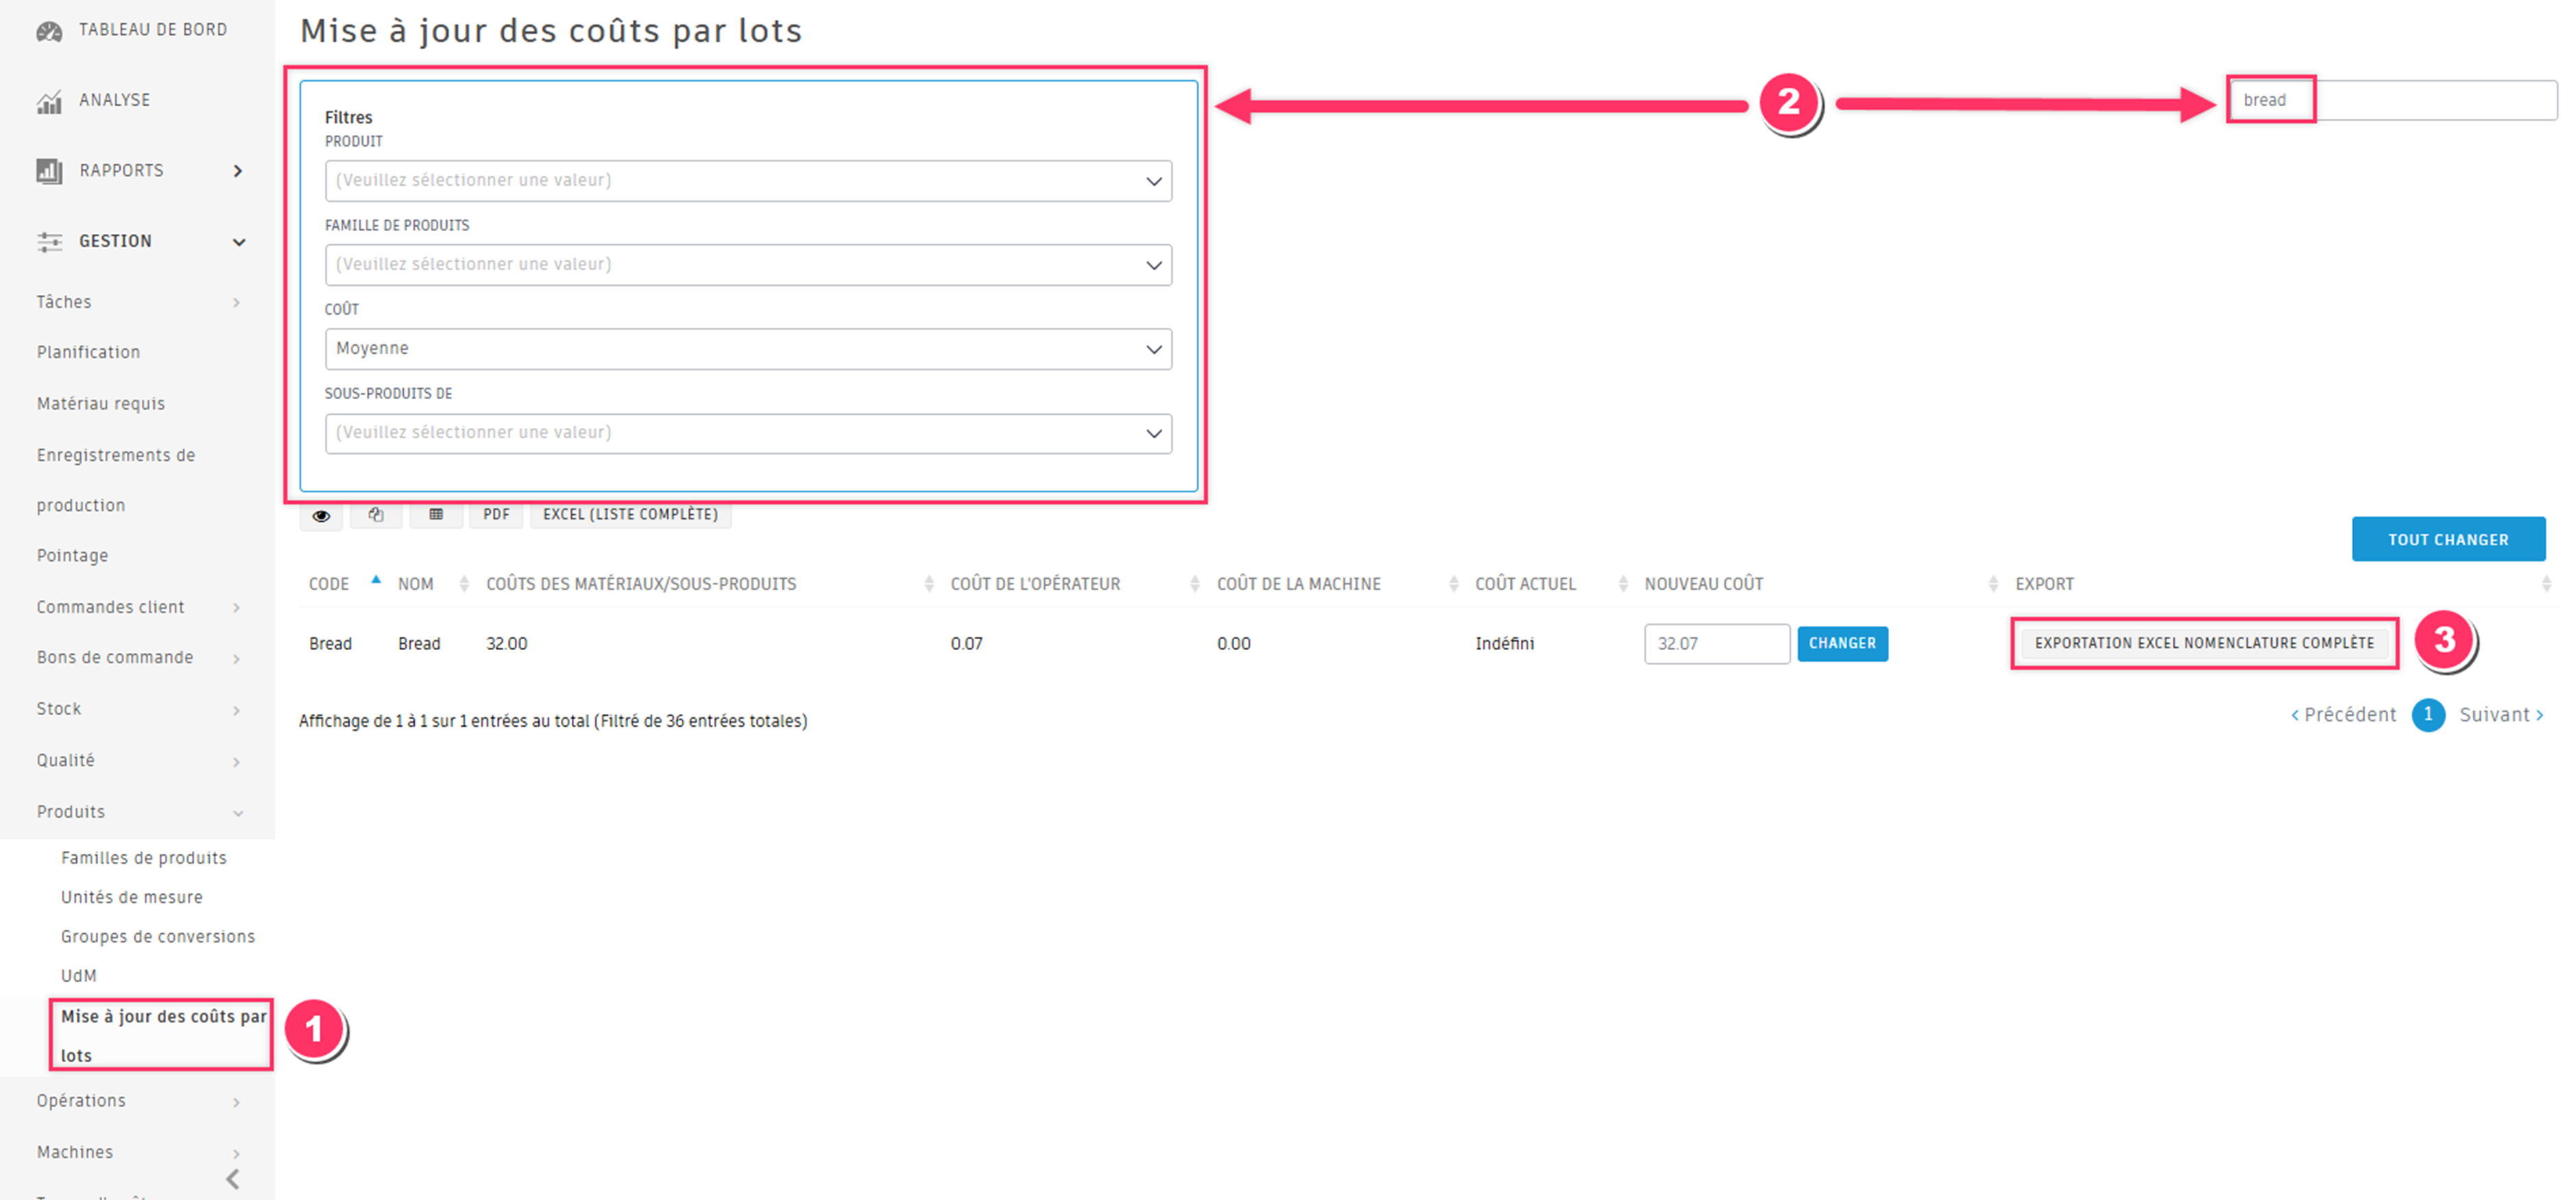 TABLEAU DE BORD
ANALYSE
RAPPORTS
GESTION
Tâches
Planification
Matériau requis
Enregistrements de
production
Pointage
Commandes client
Bons de commande
Stock
Qualité
Produits
Familles de produits
Unités de mesure
Groupes de conversions
UdM
Mise à jour des coûts par
lots
1
Opérations
Machines
Mise à jour des coûts par lots
Filtres
PRODUIT
(Veuillez sélectionner une valeur)
FAMILLE DE PRODUITS
(Veuillez sélectionner une valeur)
COÛT
Moyenne
SOUS-PRODUITS DE
(Veuillez sélectionner une valeur)
2
bread
PDF EXCEL (LISTE COMPLÈTE)
TOUT CHANGER
CODE NOM COÛTS DES MATÉRIAUX/SOUS-PRODUITS COÛT DE L'OPÉRATEUR COÛT DE LA MACHINE COÛT ACTUEL NOUVEAU COÛT EXPORT
Bread Bread 32.00 0.07 0.00 Indéfini 32.07 CHANGER EXPORTATION EXCEL NOMENCLATURE COMPLÈTE 3
Affichage de 1 à 1 sur 1 entrées au total (Filtré de 36 entrées totales)
Précédent 1 Suivant